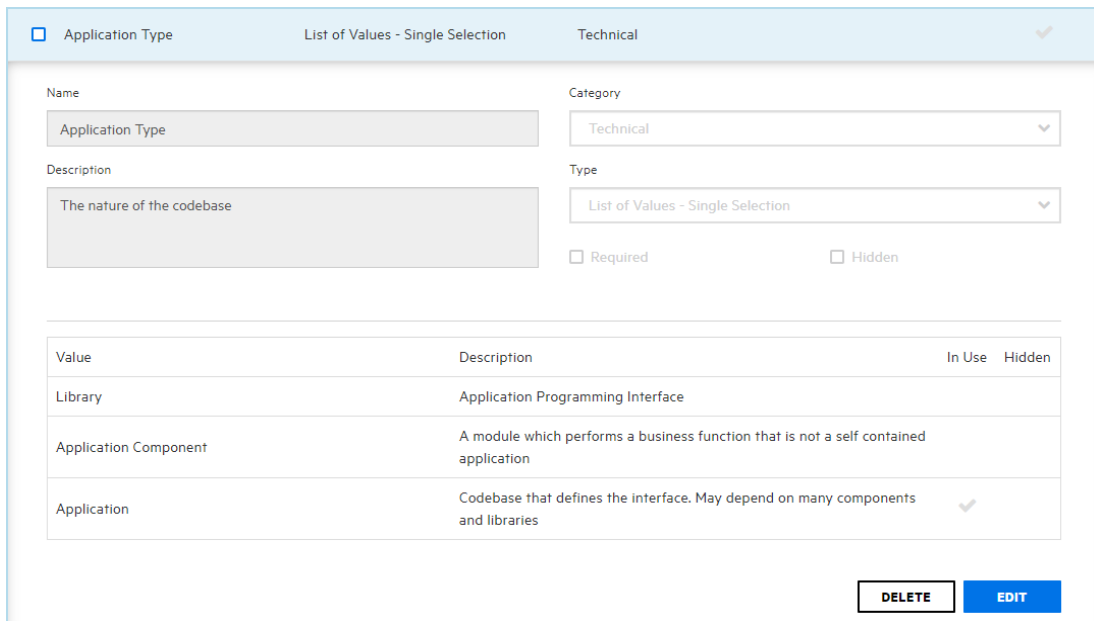 Application Type List of Values - Single Selection Technical
Name Category
Application Type Technical
Description Type
The nature of the codebase List of Values - Single Selection
Required Hidden
Value Description In Use Hidden
Library Application Programming Interface
Application Component A module which performs a business function that is not a self contained
application
Application Codebase that defines the interface. May depend on many components
and libraries
DELETE EDIT